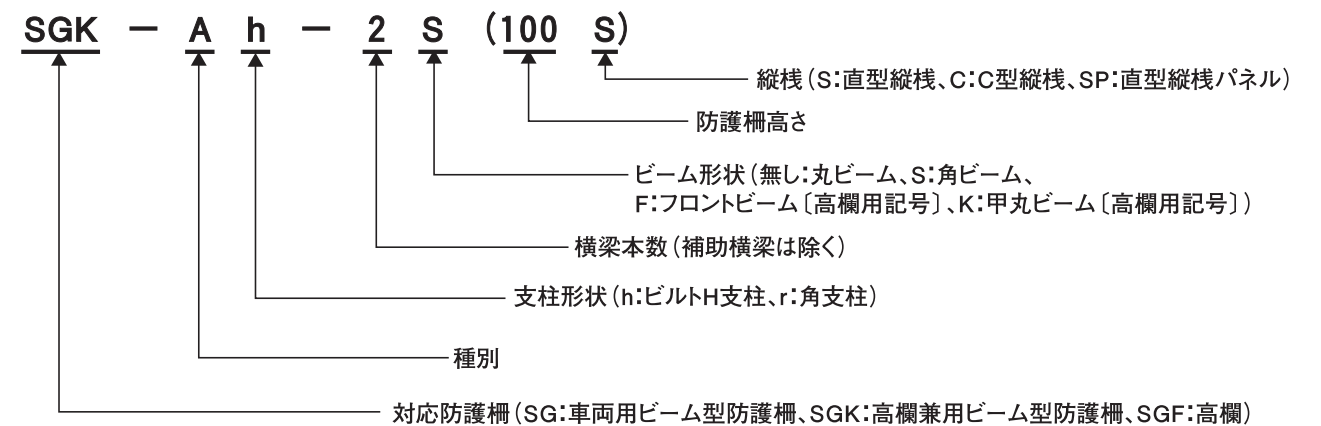 SGK － A h － 2 S (100 S)
縦桟(S:直型縦桟、C:C型縦桟、SP:直型縦桟パネル)
防護柵高さ
ビーム形状(無し:丸ビーム、S:角ビーム、
F:フロントビーム〔高欄用記号〕、K:甲丸ビーム〔高欄用記号〕)
横梁本数(補助横梁は除く)
支柱形状(h:ビルトH支柱、r:角支柱)
種別
対応防護柵(SG:車両用ビーム型防護柵、SGK:高欄兼用ビーム型防護柵、SGF:高欄)